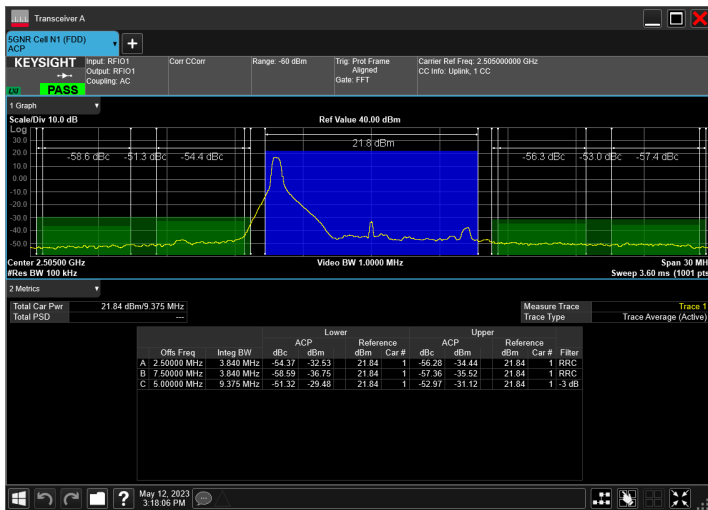 Transceiver A
5GNR Cell N1 (FDD)
ACP
+
KEYSIGHT
LXI
PASS
Input: RFIO1
Output: RFIO1
Coupling: AC
Corr CCorr
Range: -60 dBm
Trig: Prot Frame
Aligned
Gate: FFT
Carrier Ref Freq: 2.505000000 GHz
CC Info: Uplink, 1 CC
1 Graph
Scale/Div 10.0 dB
Ref Value 40.00 dBm
Log
30.0
20.0
10.0
0.00
-10.0
-20.0
-30.0
-40.0
-50.0
21.8 dBm
-58.6 dBc
-51.3 dBc
-54.4 dBc
-56.3 dBc
-53.0 dBc
-57.4 dBc
Center 2.50500 GHz
Video BW 1.0000 MHz
Span 30 MH
#Res BW 100 kHz
Sweep 3.60 ms (1001 pts
2 Metrics
Total Car Pwr 21.84 dBm/9.375 MHz
Total PSD ---
Measure Trace Trace 1
Trace Type Trace Average (Active)
Lower Upper
ACP Reference ACP Reference
Offs Freq Integ BW dBc dBm dBm Car # dBc dBm dBm Car # Filter
A 2.50000 MHz 3.840 MHz -54.37 -32.53 21.84 1 -56.28 -34.44 21.84 1 RRC
B 7.50000 MHz 3.840 MHz -58.59 -36.75 21.84 1 -57.36 -35.52 21.84 1 RRC
C 5.00000 MHz 9.375 MHz -51.32 -29.48 21.84 1 -52.97 -31.12 21.84 1 -3 dB
?
May 12, 2023
3:18:06 PM